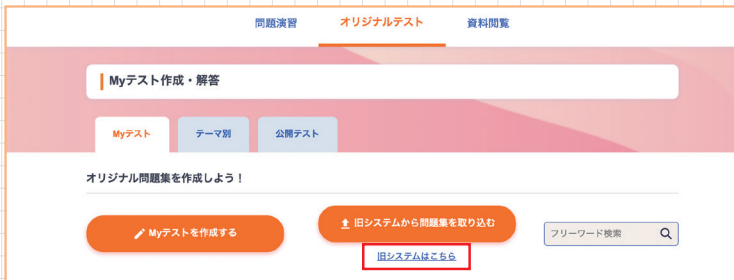 問題演習 オリジナルテスト 資料閲覧
Myテスト作成・解答
Myテスト テーマ別 公開テスト
オリジナル問題集を作成しよう！
Myテストを作成する 旧システムから問題集を取り込む フリーワード検索
旧システムはこちら